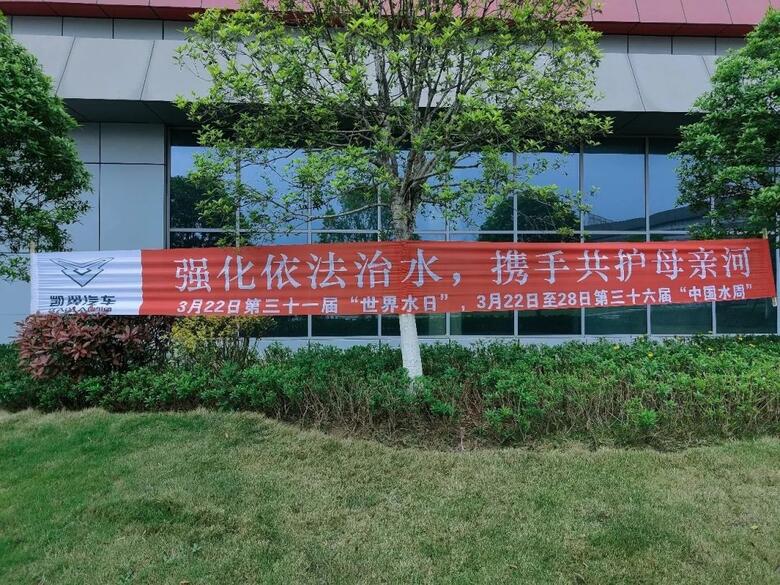 凯翼汽车
强化依法治水，携手共护母亲河
3月22日第三十一届“世界水日”，3月22日至28日第三十六届“中国水周”